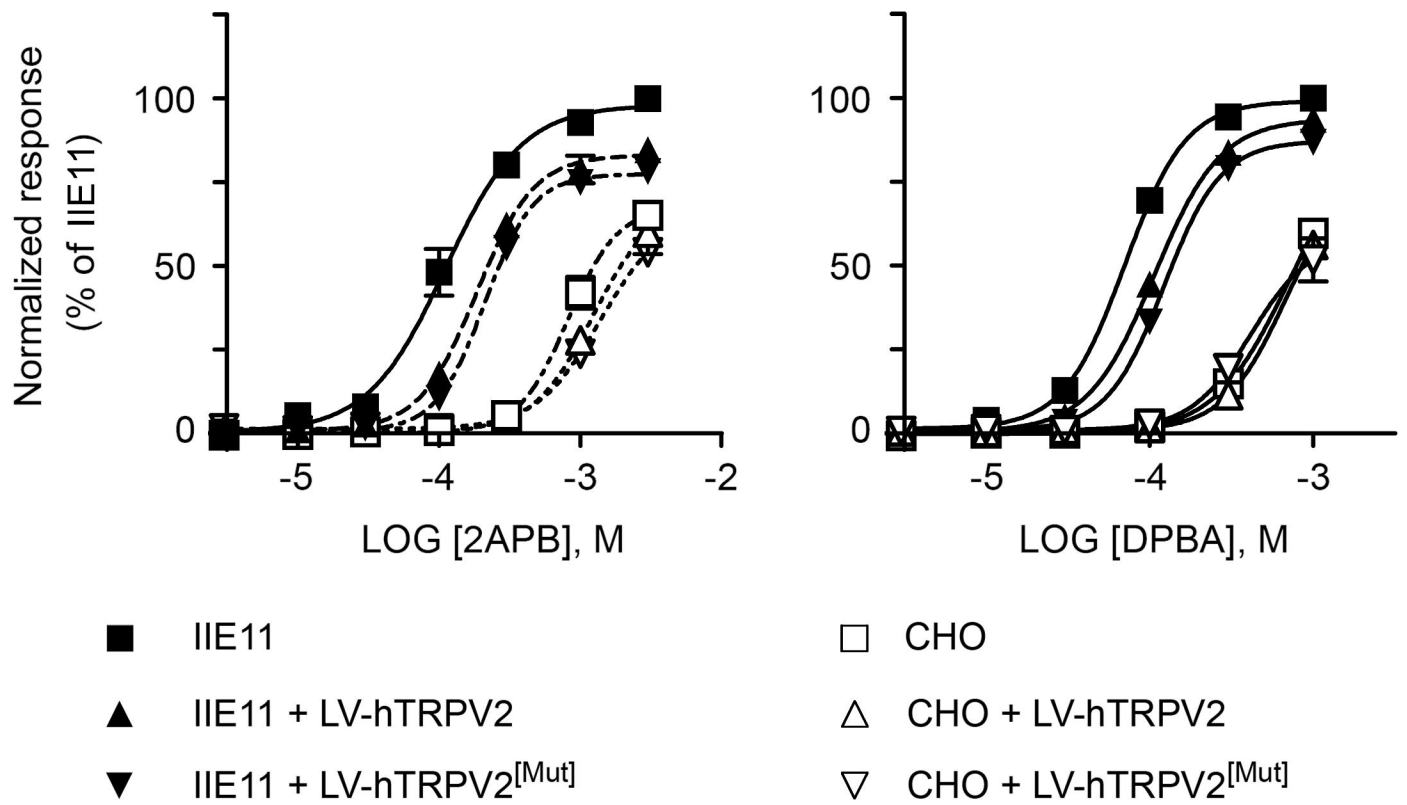 Normalized response
(% of IIE11)
100
50
0
-5
-4
-3
-2
LOG [2APB], M
100
50
0
-5
-4
-3
LOG [DPBA], M
IIE11
IIE11 + LV-hTRPV2
IIE11 + LV-hTRPV2[Mut]
CHO
CHO + LV-hTRPV2
CHO + LV-hTRPV2[Mut]